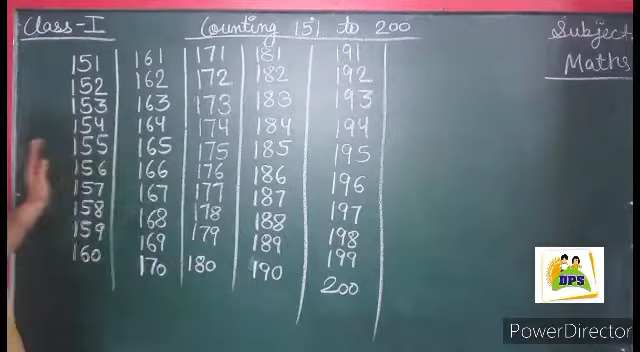 Class-I
Counting 151 to 200
Subject
Maths
151 161 171 181 191
152 162 172 182 192
153 163 173 183 193
154 164 174 184 194
155 165 175 185 195
156 166 176 186 196
157 167 177 187 197
158 168 178 188 198
159 169 179 189 199
160 170 180 190 200
DPS
PowerDirector